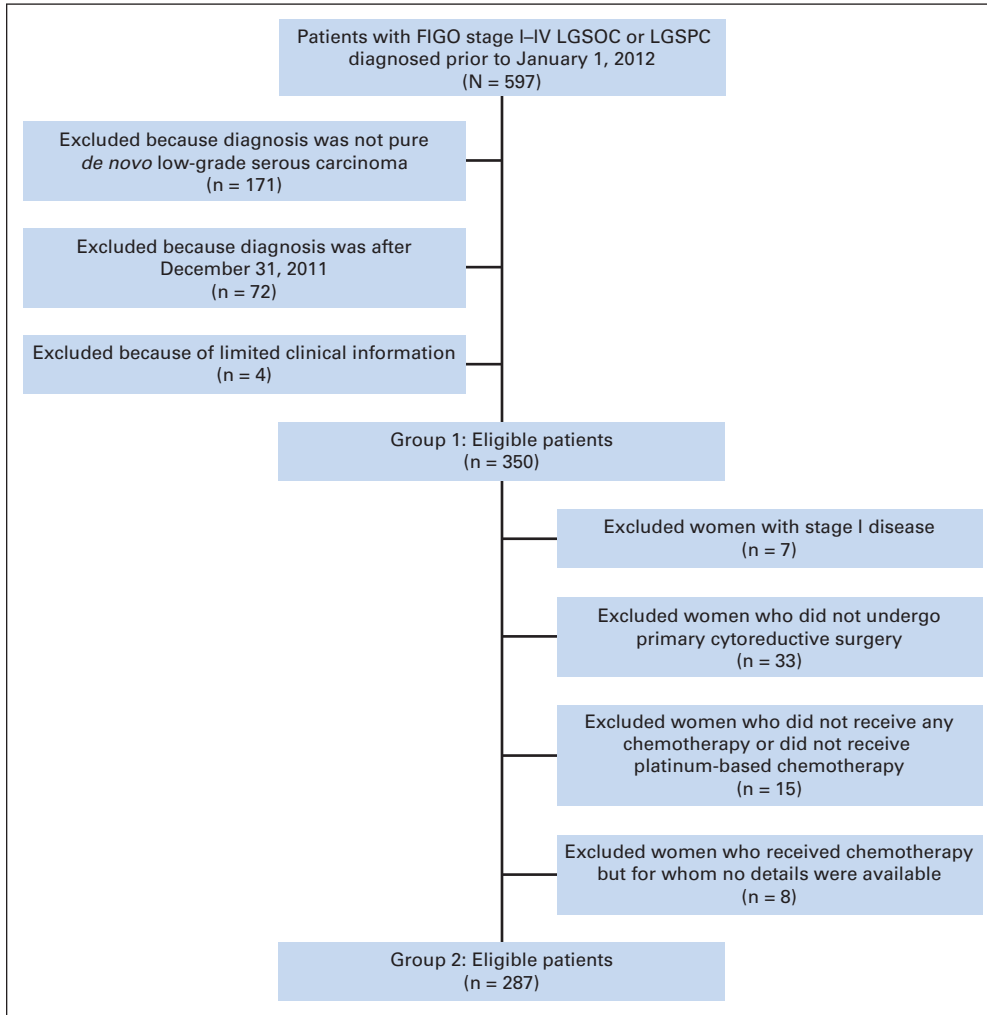 Patients with FIGO stage I–IV LGSOC or LGSPC
diagnosed prior to January 1, 2012
(N = 597)
Excluded because diagnosis was not pure
de novo low-grade serous carcinoma
(n = 171)
Excluded because diagnosis was after
December 31, 2011
(n = 72)
Excluded because of limited clinical information
(n = 4)
Group 1: Eligible patients
(n = 350)
Excluded women with stage I disease
(n = 7)
Excluded women who did not undergo
primary cytoreductive surgery
(n = 33)
Excluded women who did not receive any
chemotherapy or did not receive
platinum-based chemotherapy
(n = 15)
Excluded women who received chemotherapy
but for whom no details were available
(n = 8)
Group 2: Eligible patients
(n = 287)